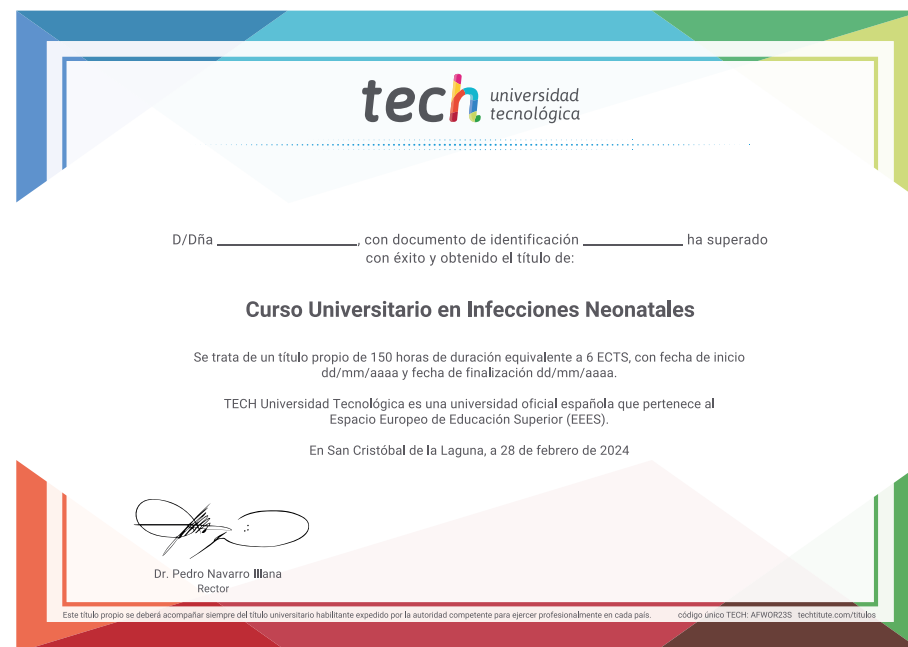 tech universidad
tecnológica
D/Dña ____________________, con documento de identificación ______________ ha superado
con éxito y obtenido el título de:
Curso Universitario en Infecciones Neonatales
Se trata de un título propio de 150 horas de duración equivalente a 6 ECTS, con fecha de inicio
dd/mm/aaaa y fecha de finalización dd/mm/aaaa.
TECH Universidad Tecnológica es una universidad oficial española que pertenece al
Espacio Europeo de Educación Superior (EEES).
En San Cristóbal de la Laguna, a 28 de febrero de 2024
Dr. Pedro Navarro Illana
Rector
Este título propio se deberá acompañar siempre del título universitario habilitante expedido por la autoridad competente para ejercer profesionalmente en cada país. código único TECH: AFWOR23S techtitute.com/titulos